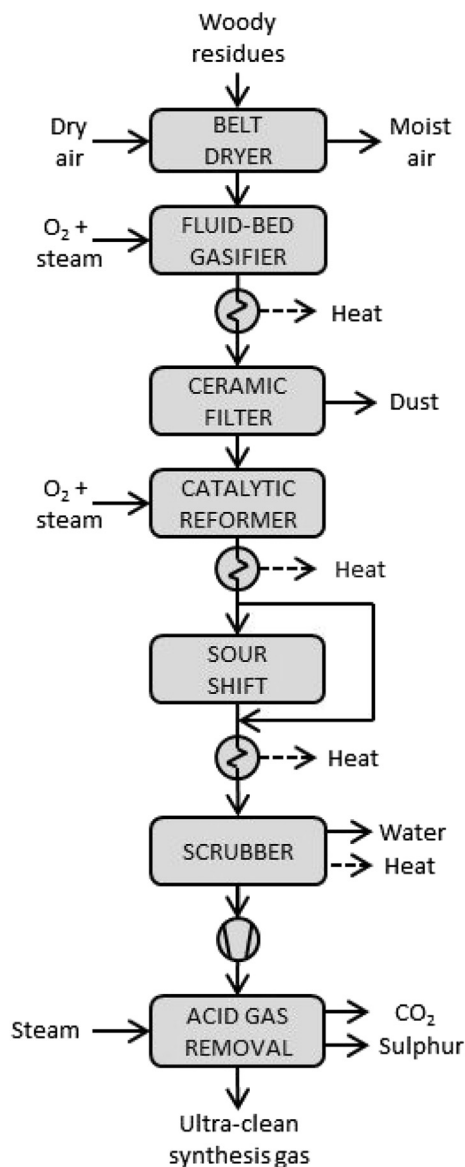 Woody
residues
Dry
air
BELT
DRYER
Moist
air
O₂ +
steam
FLUID-BED
GASIFIER
Heat
CERAMIC
FILTER
Dust
O₂ +
steam
CATALYTIC
REFORMER
Heat
SOUR
SHIFT
Heat
SCRUBBER
Water
Heat
Steam
ACID GAS
REMOVAL
CO₂
Sulphur
Ultra-clean
synthesis gas